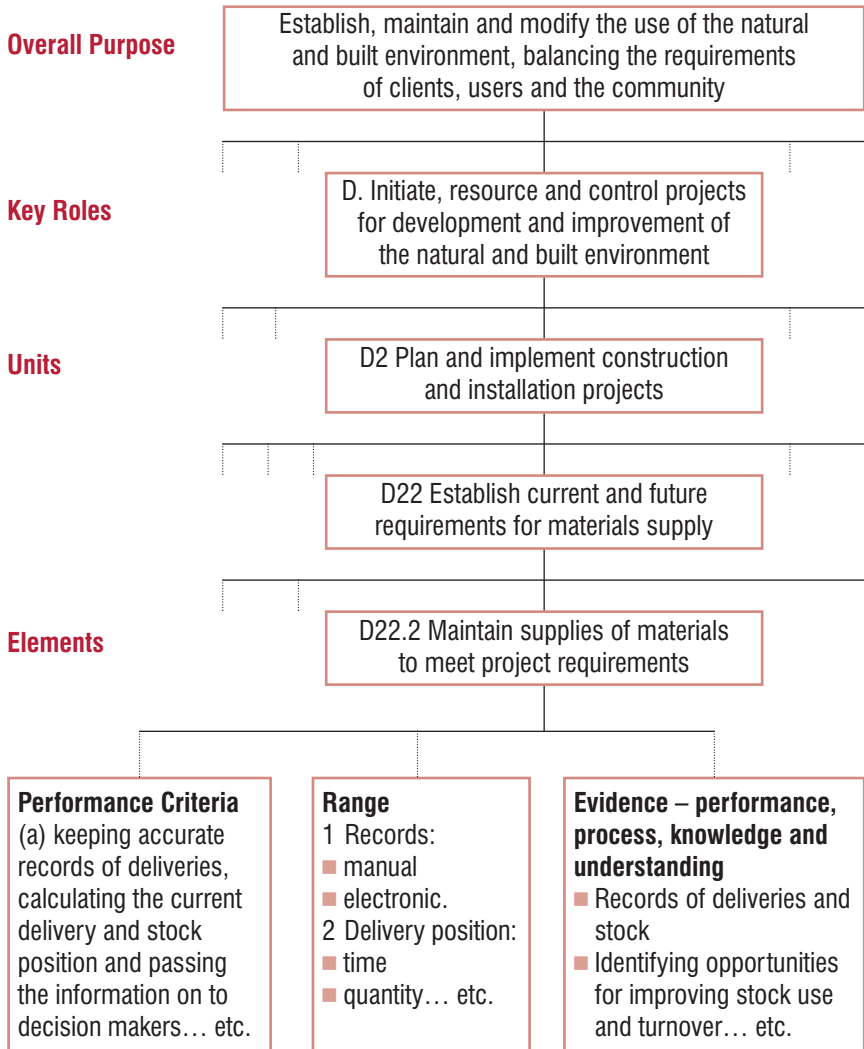 Overall Purpose
Establish, maintain and modify the use of the natural
and built environment, balancing the requirements
of clients, users and the community
Key Roles
D. Initiate, resource and control projects
for development and improvement of
the natural and built environment
Units
D2 Plan and implement construction
and installation projects
D22 Establish current and future
requirements for materials supply
Elements
D22.2 Maintain supplies of materials
to meet project requirements
Performance Criteria
(a) keeping accurate
records of deliveries,
calculating the current
delivery and stock
position and passing
the information on to
decision makers… etc.
Range
1 Records:
■ manual
■ electronic.
2 Delivery position:
■ time
■ quantity… etc.
Evidence – performance,
process, knowledge and
understanding
■ Records of deliveries and
stock
■ Identifying opportunities
for improving stock use
and turnover… etc.